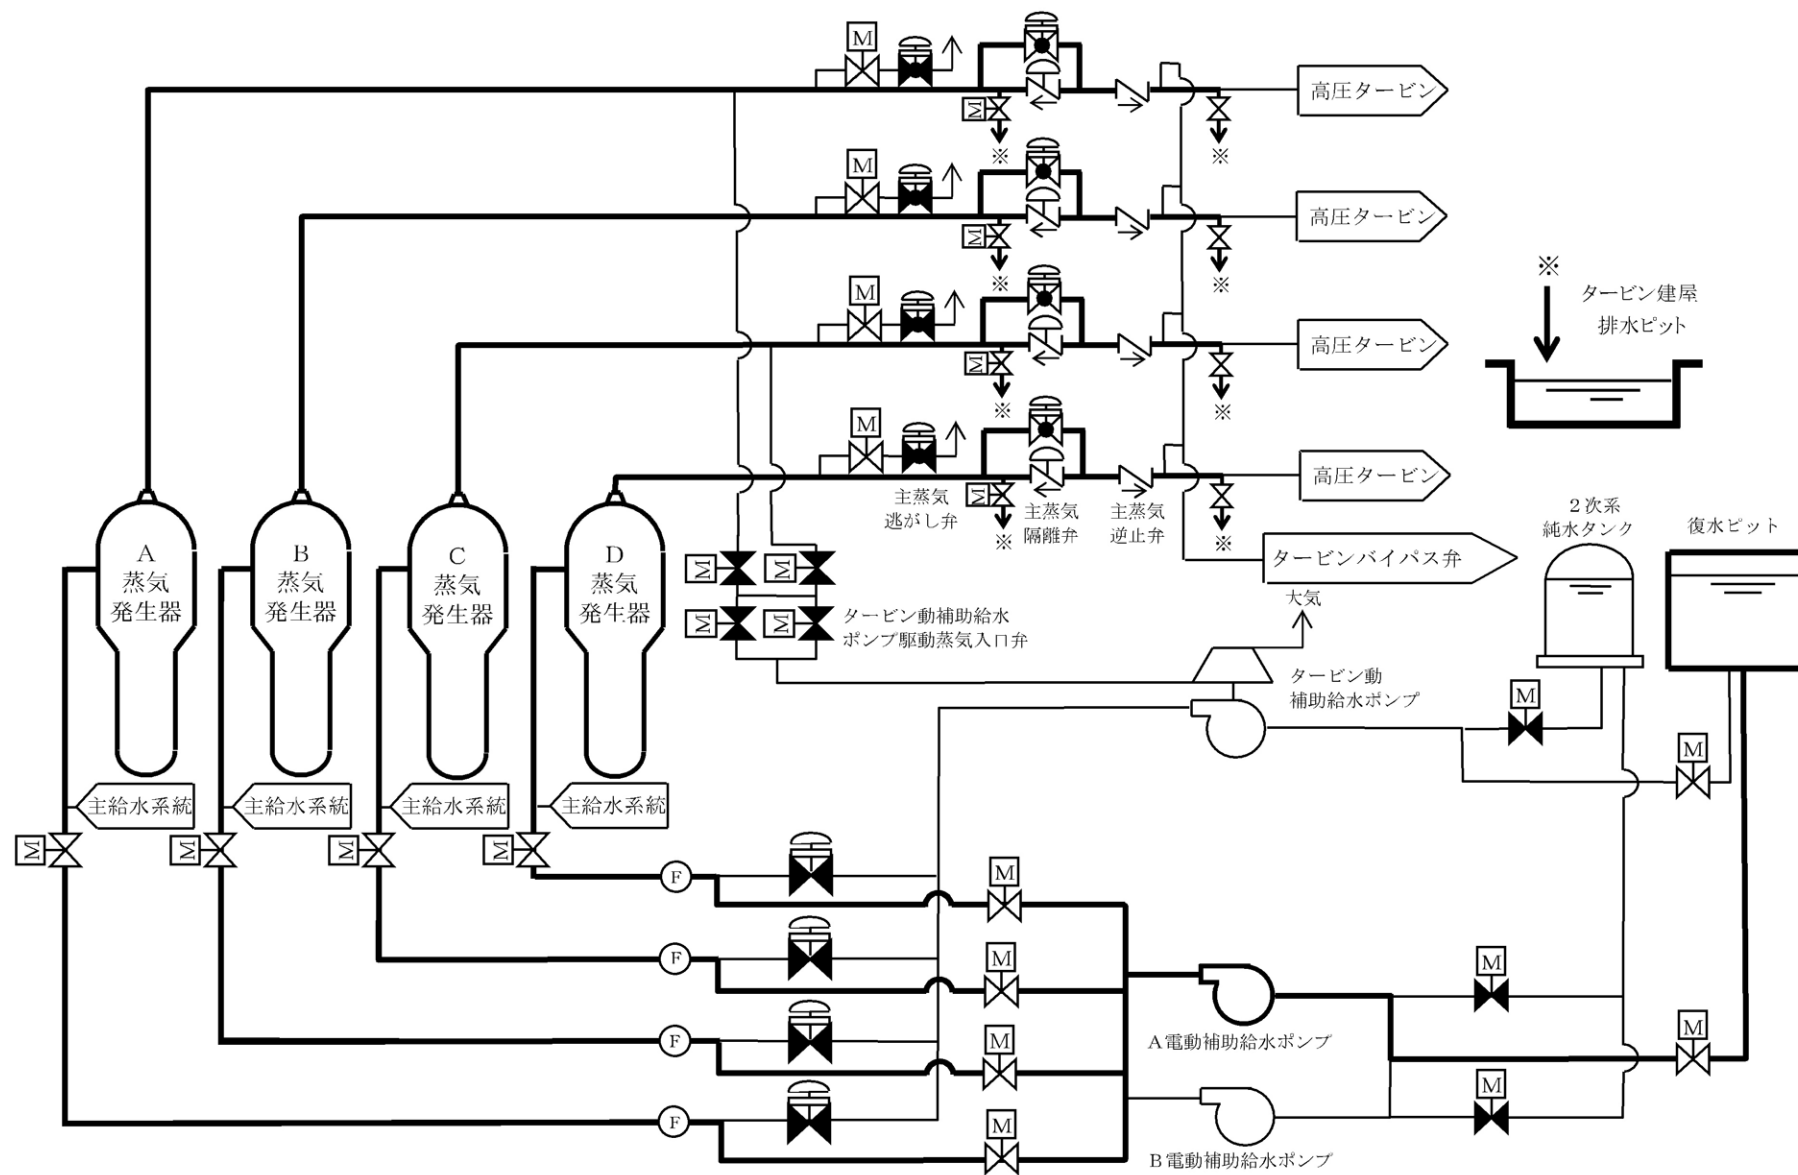 M
高圧タービン
M
※
※
M
高圧タービン
M
※
※
※
タービン建屋
排水ピット
M
高圧タービン
M
※
※
M
高圧タービン
M
主蒸気
逃がし弁
※
主蒸気
隔離弁
主蒸気
逆止弁
※
2次系
純水タンク
復水ピット
A
蒸気
発生器
B
蒸気
発生器
C
蒸気
発生器
D
蒸気
発生器
M
M
タービンバイパス弁
大気
M
M
タービン動補助給水
ポンプ駆動蒸気入口弁
タービン動
補助給水ポンプ
M
M
主給水系統
主給水系統
主給水系統
主給水系統
M
M
M
M
F
M
F
M
M
A電動補助給水ポンプ
M
F
M
M
F
M
B電動補助給水ポンプ